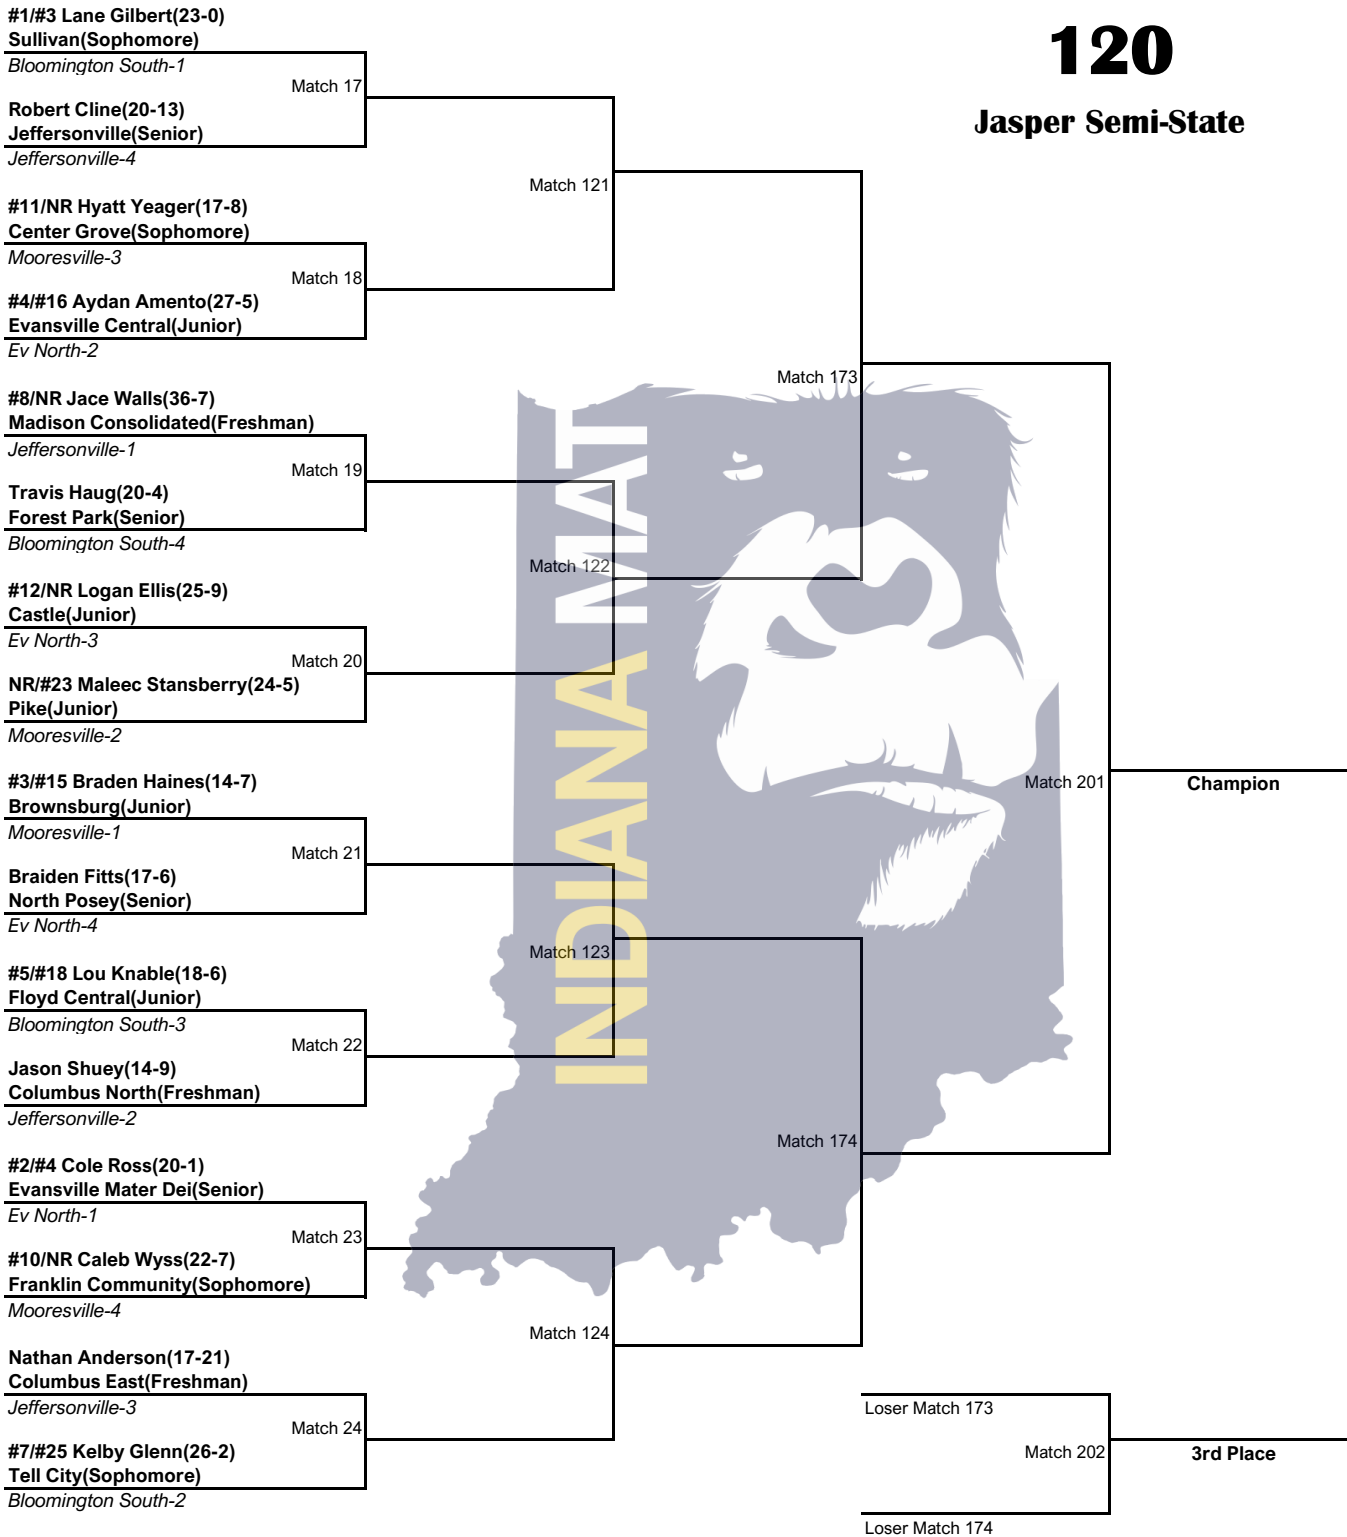 120
Jasper Semi-State
#1/#3 Lane Gilbert(23-0)
Sullivan(Sophomore)
Bloomington South-1
Match 17
Robert Cline(20-13)
Jeffersonville(Senior)
Jeffersonville-4
Match 121
#11/NR Hyatt Yeager(17-8)
Center Grove(Sophomore)
Mooresville-3
Match 18
#4/#16 Aydan Amento(27-5)
Evansville Central(Junior)
Ev North-2
Match 173
#8/NR Jace Walls(36-7)
Madison Consolidated(Freshman)
Jeffersonville-1
Match 19
Travis Haug(20-4)
Forest Park(Senior)
Bloomington South-4
Match 122
#12/NR Logan Ellis(25-9)
Castle(Junior)
Ev North-3
Match 20
NR/#23 Maleec Stansberry(24-5)
Pike(Junior)
Mooresville-2
INDIANA MAT
Match 201
Champion
#3/#15 Braden Haines(14-7)
Brownsburg(Junior)
Mooresville-1
Match 21
Braiden Fitts(17-6)
North Posey(Senior)
Ev North-4
Match 123
#5/#18 Lou Knable(18-6)
Floyd Central(Junior)
Bloomington South-3
Match 22
Jason Shuey(14-9)
Columbus North(Freshman)
Jeffersonville-2
Match 174
#2/#4 Cole Ross(20-1)
Evansville Mater Dei(Senior)
Ev North-1
Match 23
#10/NR Caleb Wyss(22-7)
Franklin Community(Sophomore)
Mooresville-4
Match 124
Nathan Anderson(17-21)
Columbus East(Freshman)
Jeffersonville-3
Match 24
#7/#25 Kelby Glenn(26-2)
Tell City(Sophomore)
Bloomington South-2
Loser Match 173
Match 202
3rd Place
Loser Match 174